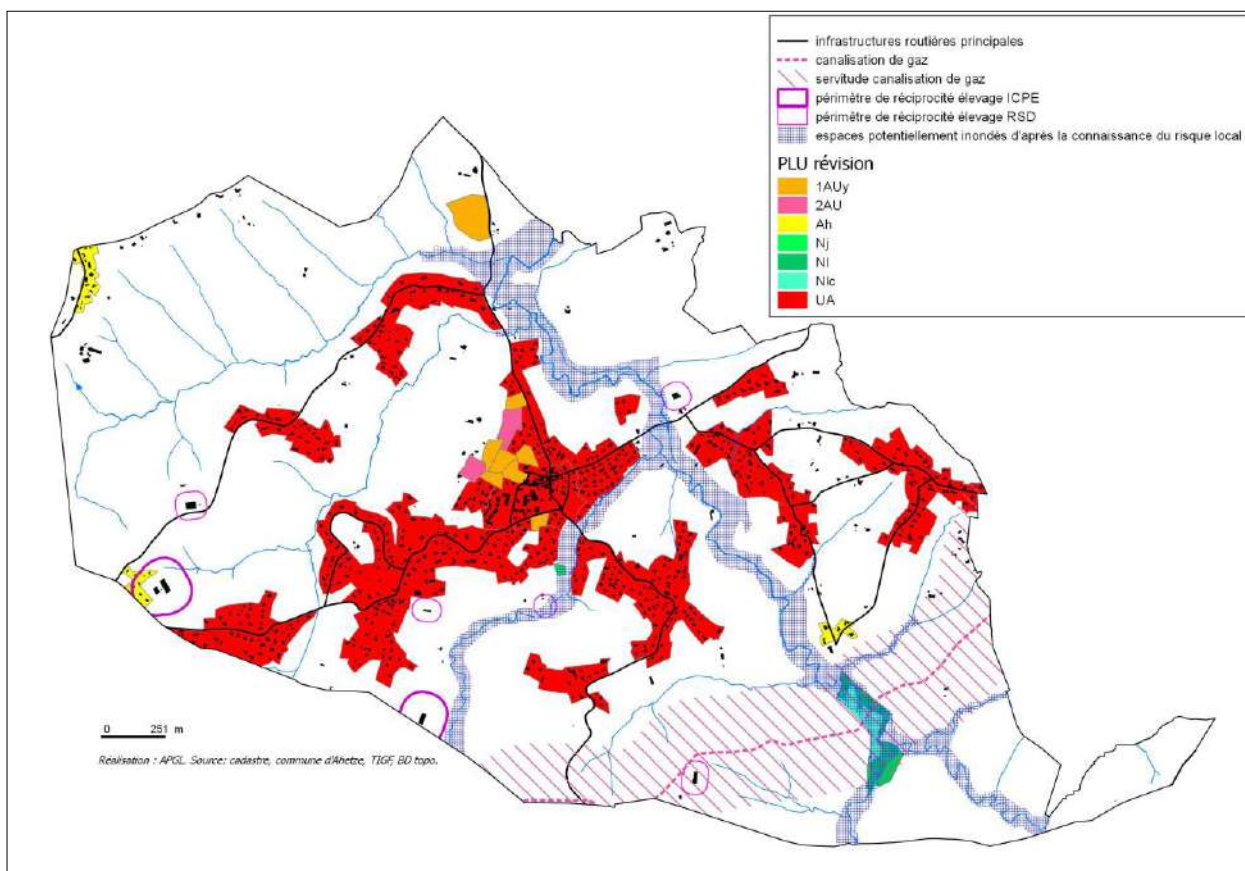 infrastructures routières principales
canalisation de gaz
servitude canalisation de gaz
périmètre de réciprocité élevage ICPE
périmètre de réciprocité élevage RSD
espaces potentiellement inondés d'après la connaissance du risque local
PLU révision
1AUy
2AU
Ah
Nj
Nl
Nlc
UA
0 251 m
Réalisation : APGL. Source: cadastre, commune d'Ahetze, TIGF, BD topo.